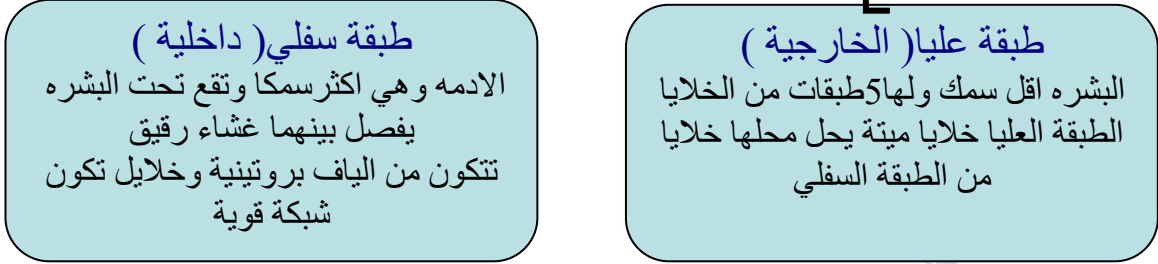 طبقة عليا( الخارجية )
البشره اقل سمك ولها5طبقات من الخلايا
الطبقة العليا خلايا ميتة يحل محلها خلايا
من الطبقة السفلي
طبقة سفلي( داخلية )
الادمه وهي اكثرسمكا وتقع تحت البشره
يفصل بينهما غشاء رقيق
تتكون من الياف بروتينية وخلايل تكون
شبكة قوية